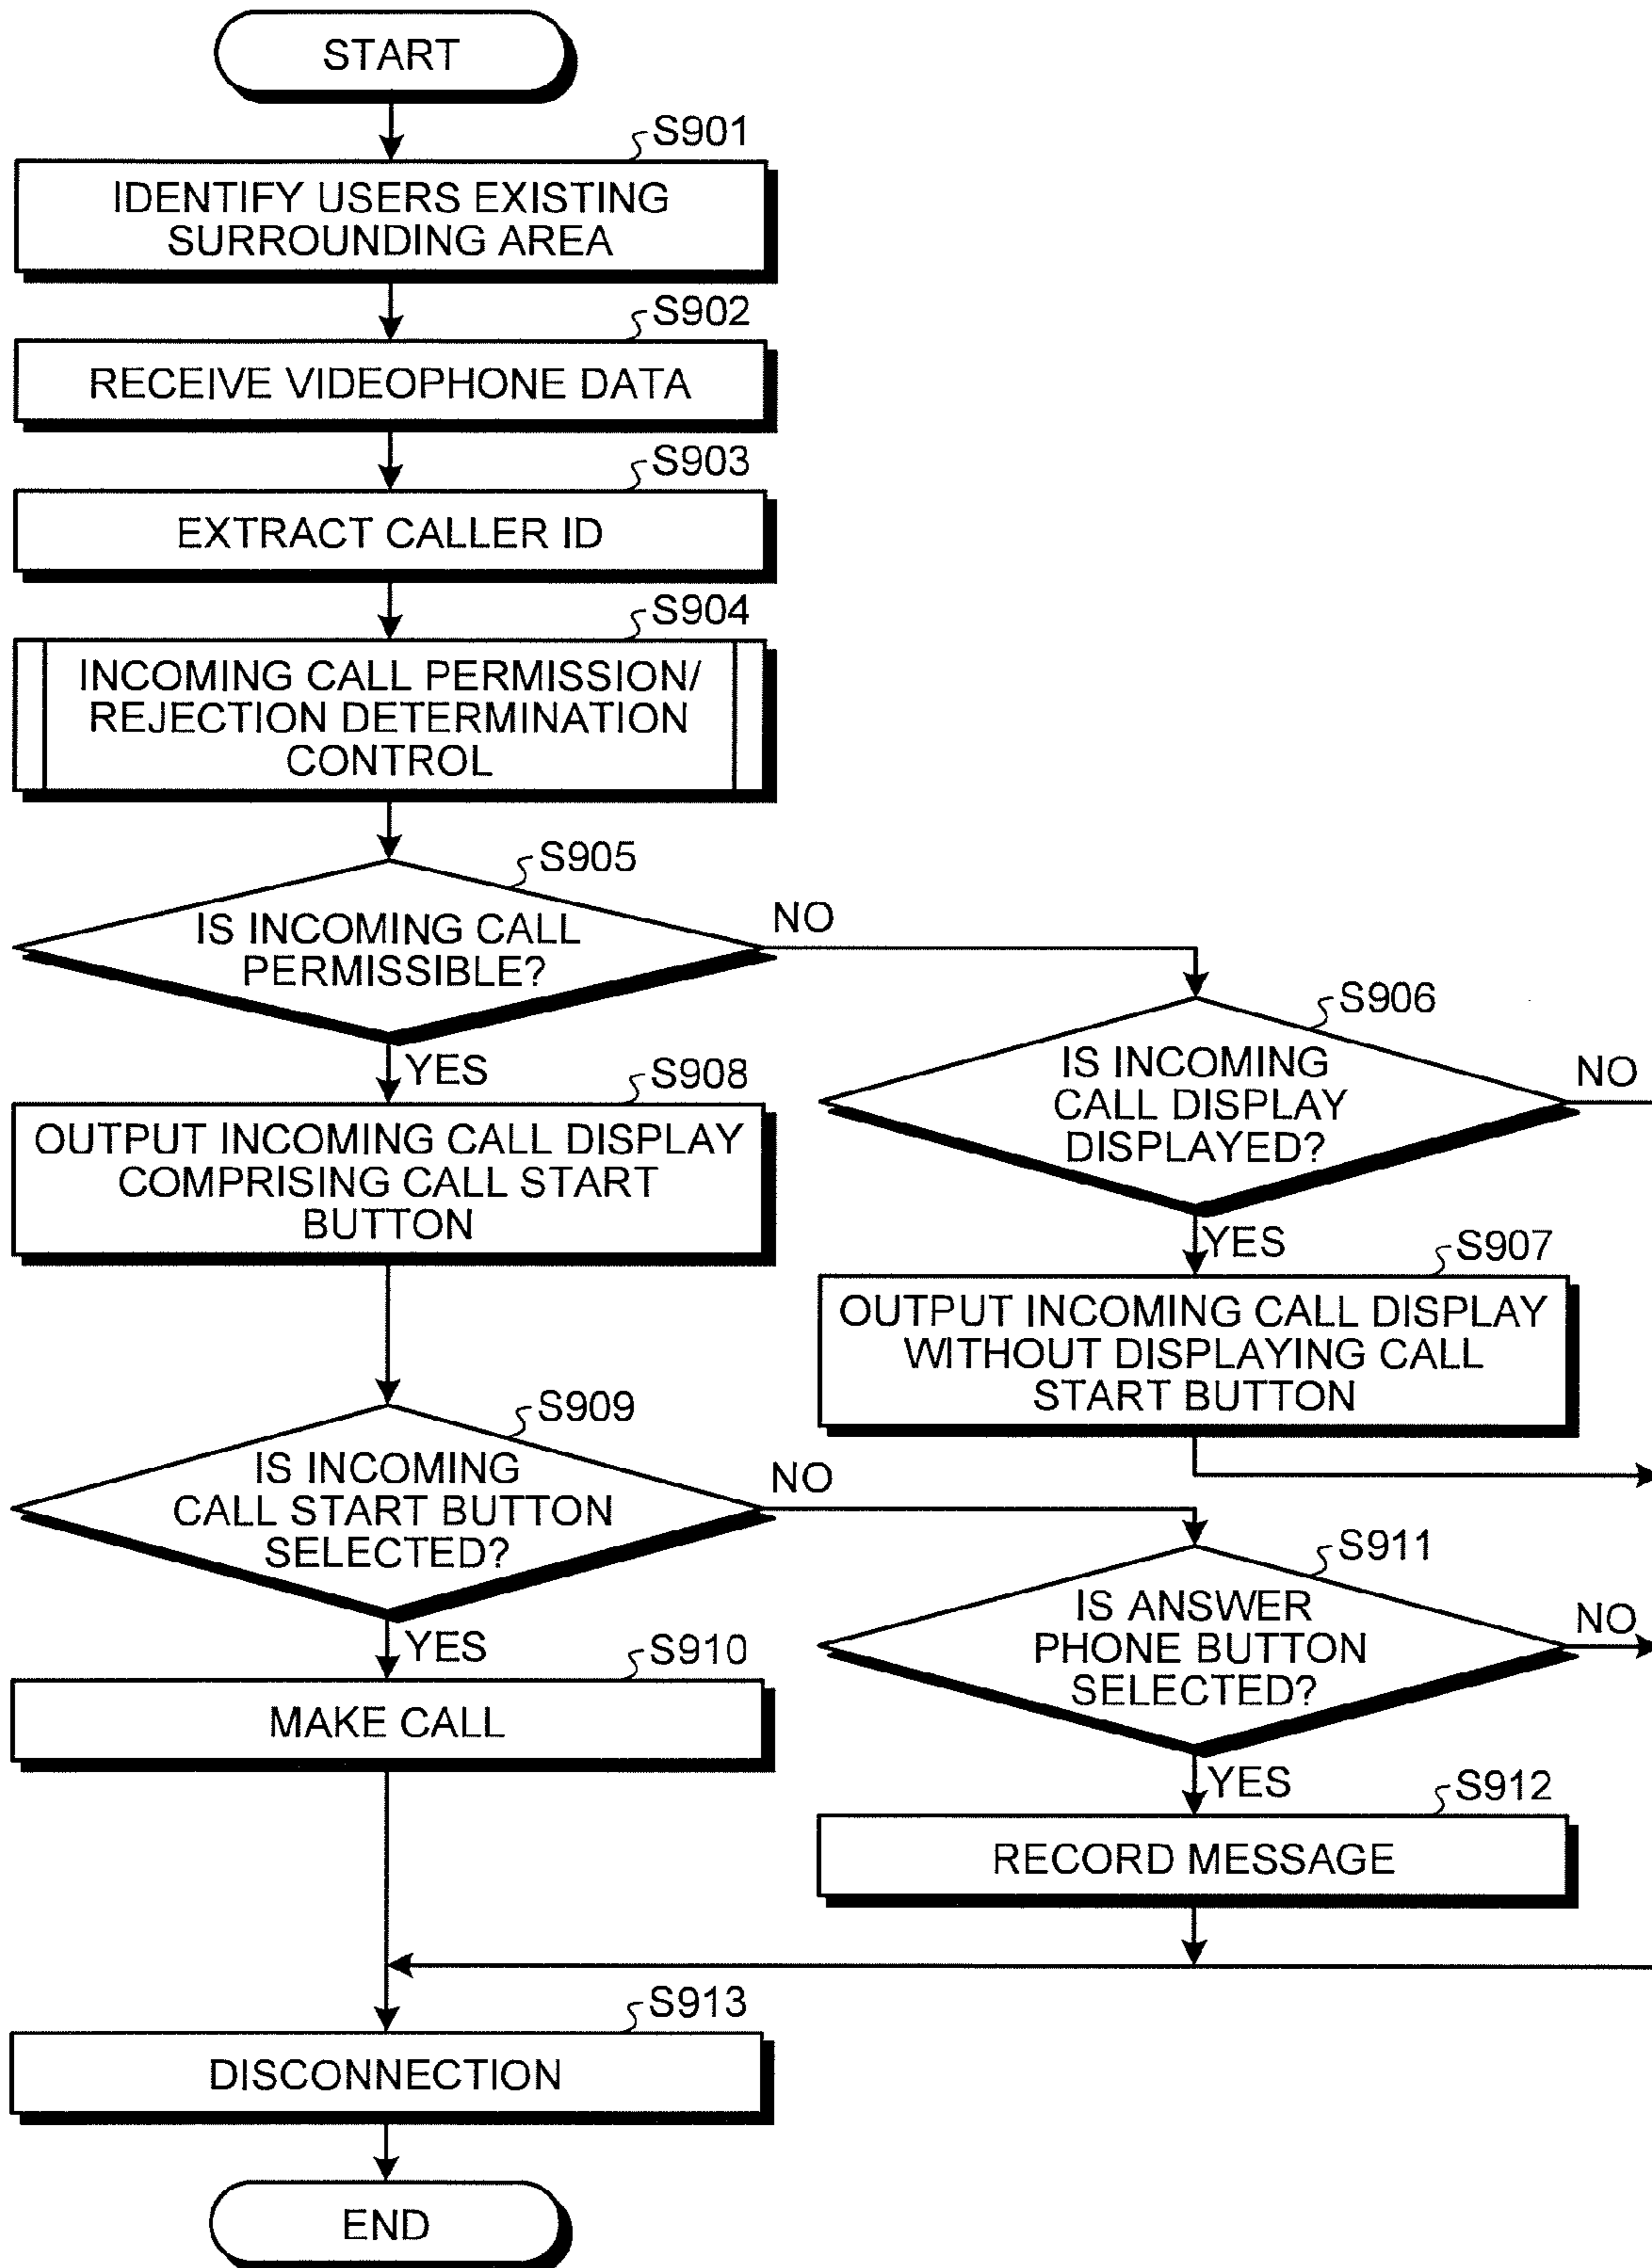 START
S901
IDENTIFY USERS EXISTING
SURROUNDING AREA
S902
RECEIVE VIDEOPHONE DATA
S903
EXTRACT CALLER ID
S904
INCOMING CALL PERMISSION/
REJECTION DETERMINATION
CONTROL
S905
IS INCOMING CALL
PERMISSIBLE?
NO
YES
S906
IS INCOMING
CALL DISPLAY
DISPLAYED?
NO
YES
S908
OUTPUT INCOMING CALL DISPLAY
COMPRISING CALL START
BUTTON
S907
OUTPUT INCOMING CALL DISPLAY
WITHOUT DISPLAYING CALL
START BUTTON
S909
IS INCOMING
CALL START BUTTON
SELECTED?
NO
YES
S911
IS ANSWER
PHONE BUTTON
SELECTED?
NO
YES
S910
MAKE CALL
S912
RECORD MESSAGE
S913
DISCONNECTION
END